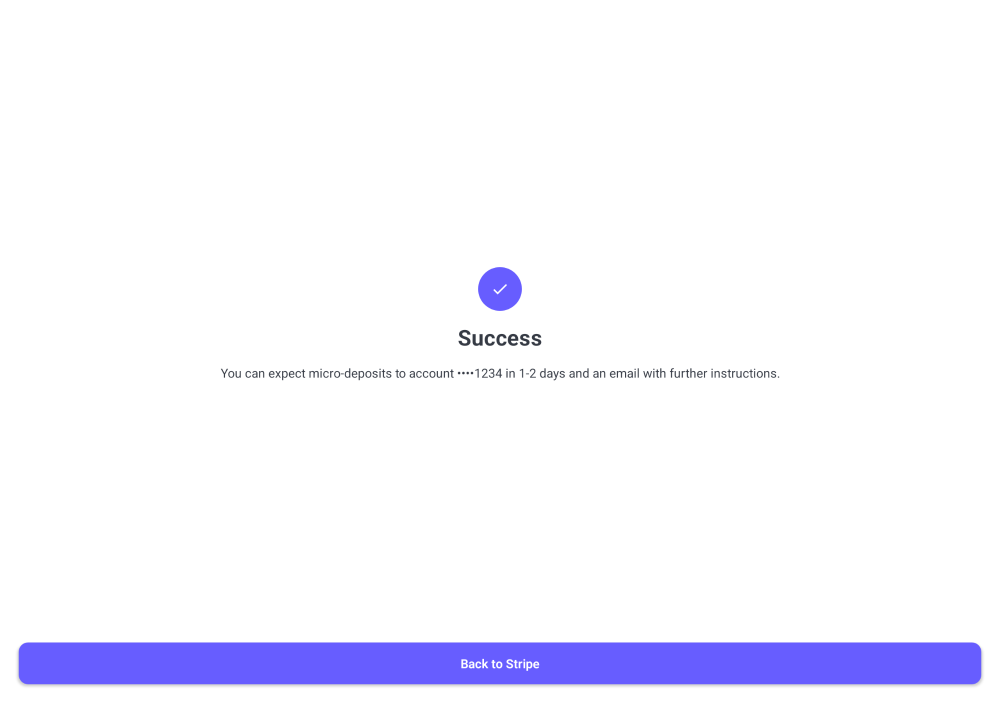 Success
You can expect micro-deposits to account ••••1234 in 1-2 days and an email with further instructions.
Back to Stripe